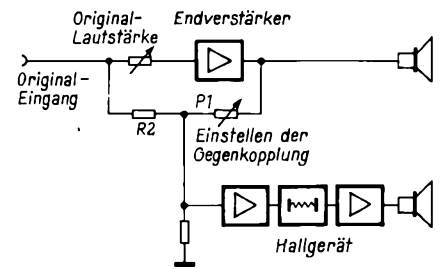 Original-
Lautstärke
Endverstärker
Original-
Eingang
R2
P1
Einstellen der
Gegenkopplung
Hallgerät